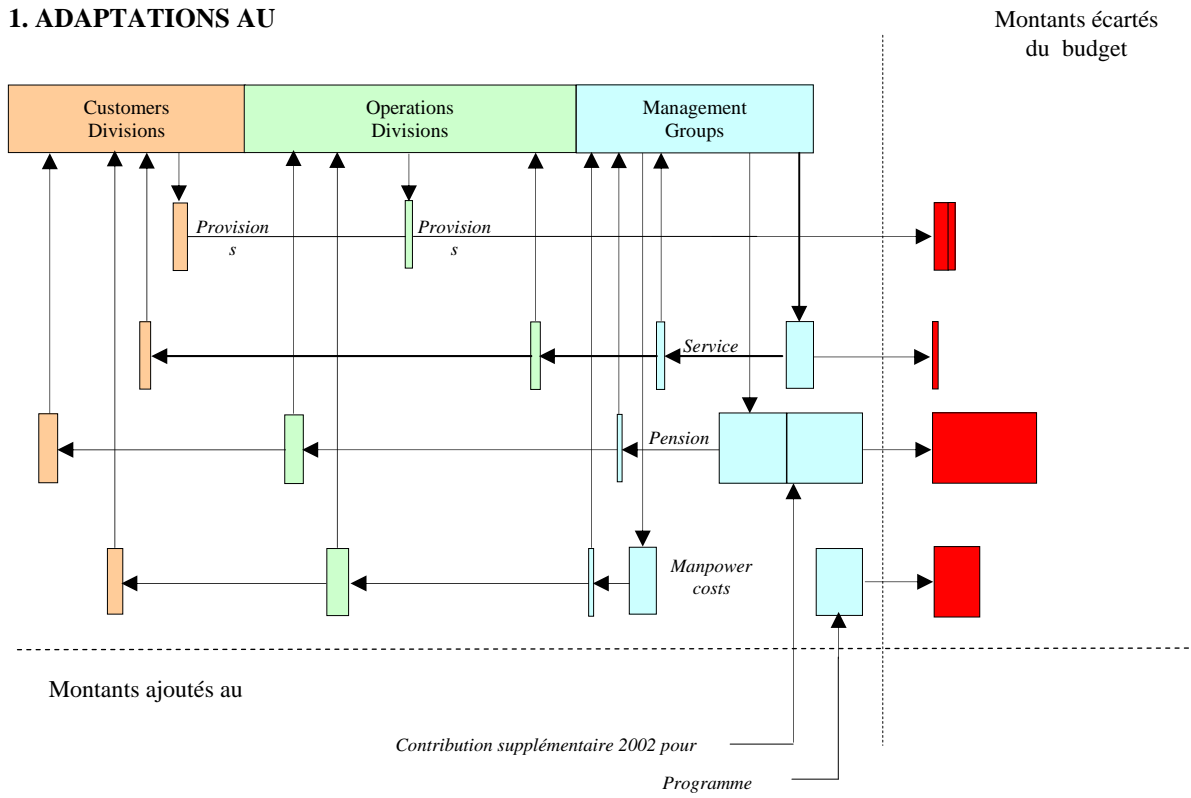 1. ADAPTATIONS AU
Montants écartés
du budget
Customers
Divisions
Operations
Divisions
Management
Groups
Provision
s
Provision
s
Service
Pension
Manpower
costs
Montants ajoutés au
Contribution supplémentaire 2002 pour
Programme